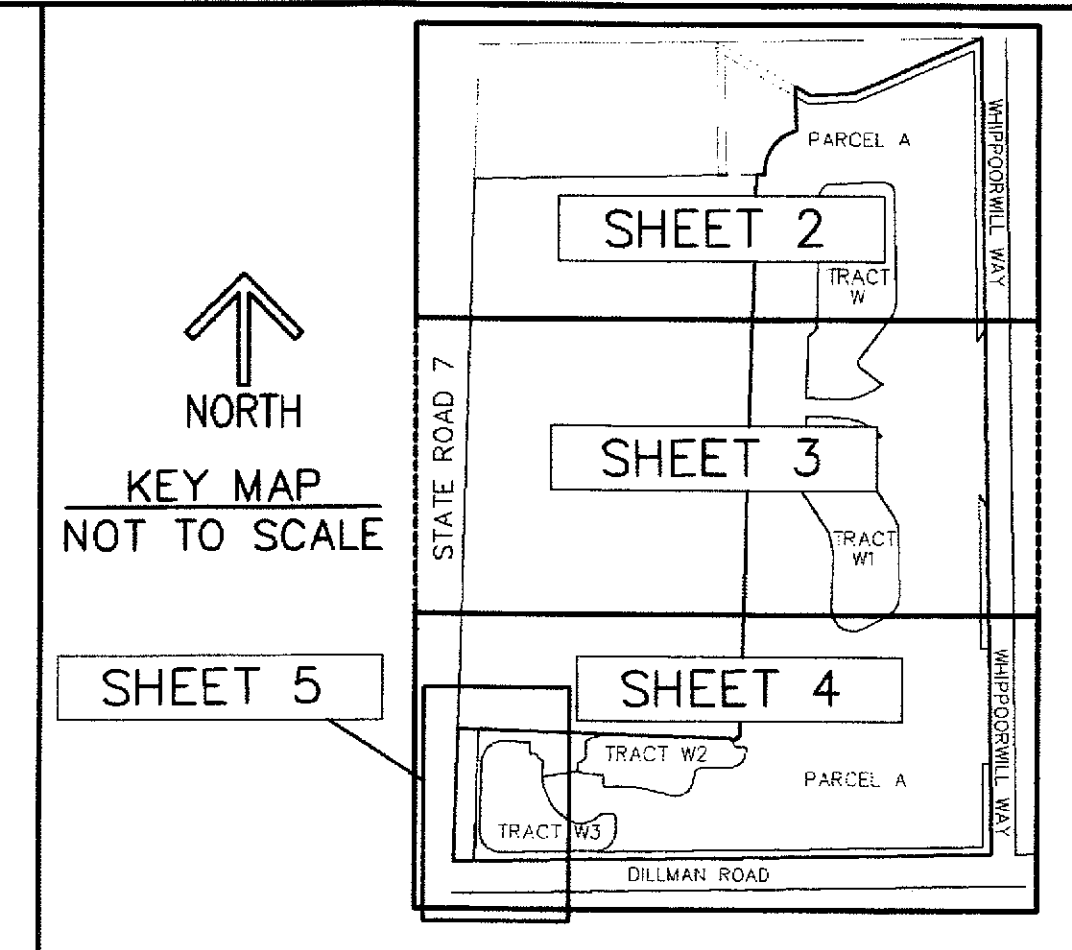 PARCEL A
WHIPPOORWILL WAY
SHEET 2
TRACT
W
NORTH
KEY MAP
NOT TO SCALE
STATE ROAD 7
SHEET 3
TRACT
W1
SHEET 5
SHEET 4
WHIPPOORWILL WAY
TRACT W2
PARCEL A
TRACT W3
DILLMAN ROAD